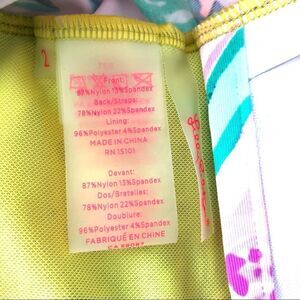 2
Front:
87%Nylon 13%Spandex
Back/Straps:
78%Nylon 22%Spandex
Lining:
96%Polyester 4%Spandex
MADE IN CHINA
RN 15101
Devant:
87%Nylon 13%Spandex
Dos/Bretelles:
78%Nylon 22%Spandex
Doublure:
96%Polyester 4%Spandex
FABRIQUÉ EN CHINE